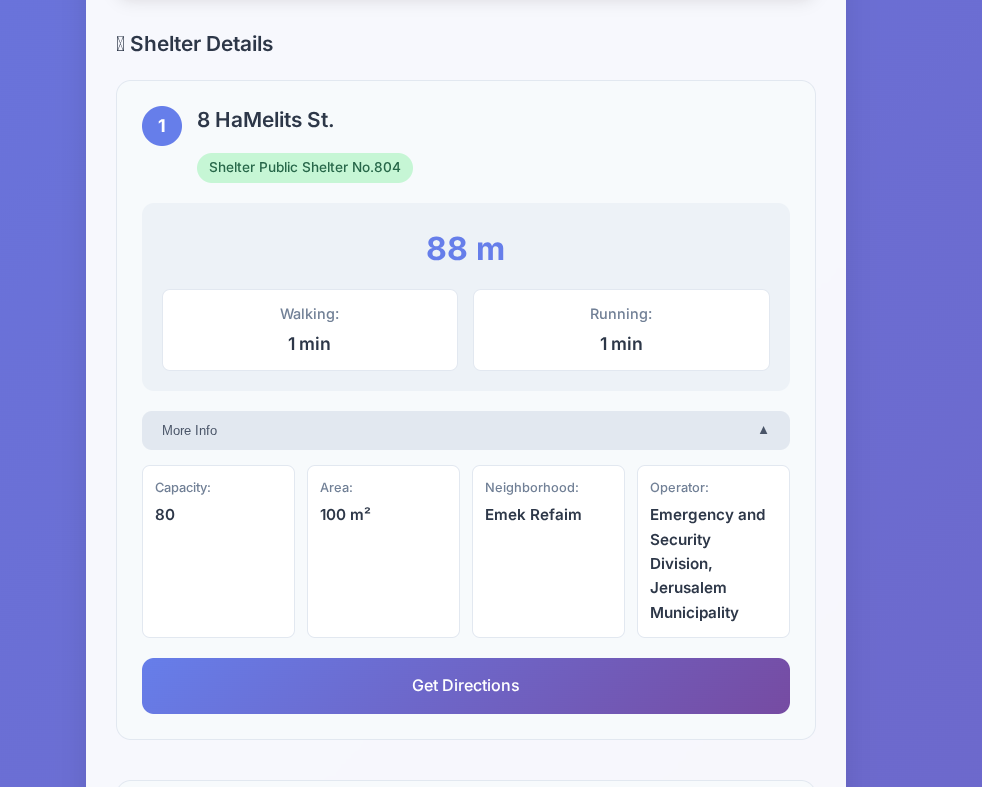 Shelter Details
1
8 HaMelits St.
Shelter Public Shelter No.804
88 m
Walking:
1 min
Running:
1 min
More Info ▲
Capacity:
80
Area:
100 m²
Neighborhood:
Emek Refaim
Operator:
Emergency and
Security
Division,
Jerusalem
Municipality
Get Directions